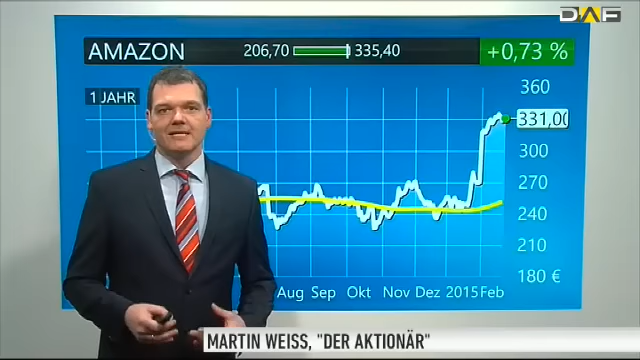 DAF
AMAZON 206,70 335,40 +0,73 %
1 JAHR
360
331,00
300
270
240
210
180 €
Aug Sep Okt Nov Dez 2015 Feb
MARTIN WEISS, "DER AKTIONÄR"